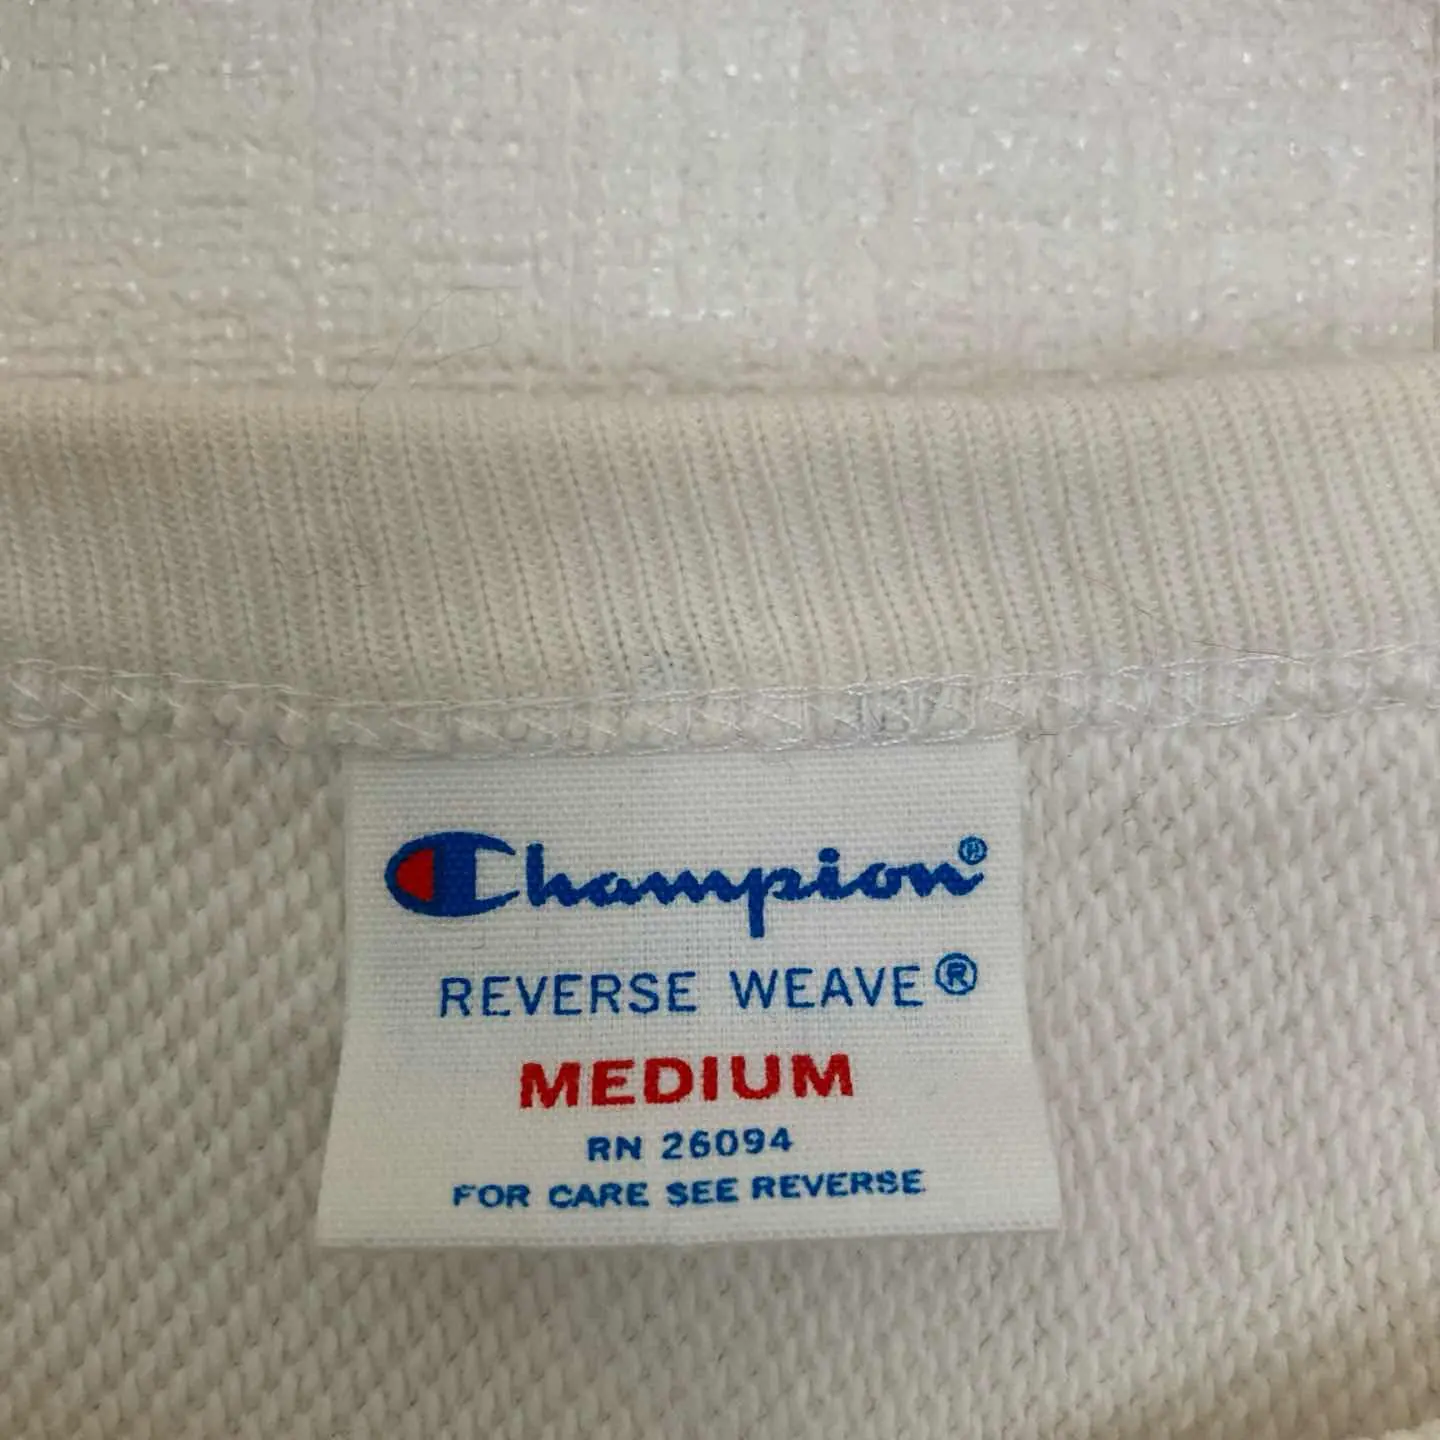 Champion®
REVERSE WEAVE®
MEDIUM
RN 26094
FOR CARE SEE REVERSE